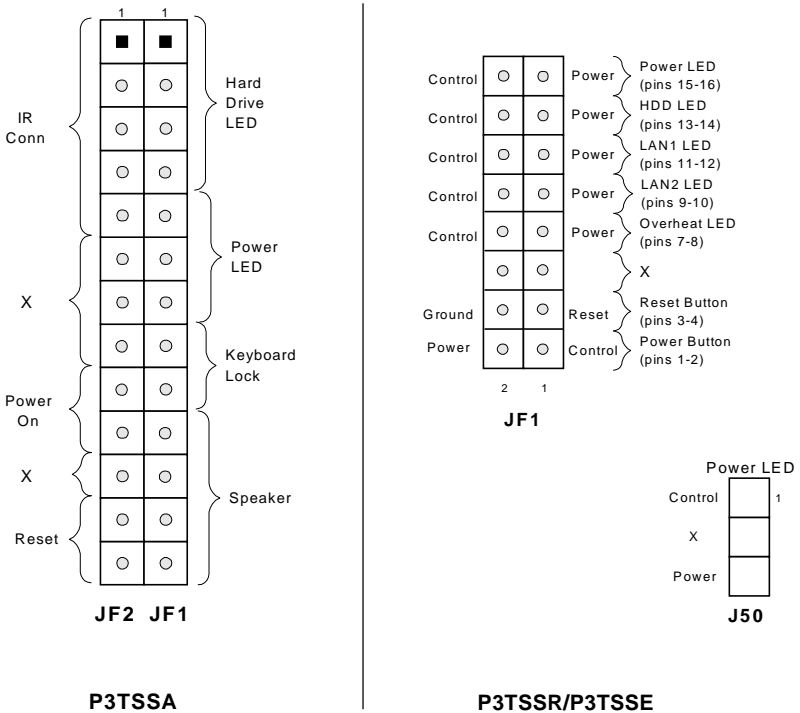 1 1
IR
Conn
X
Power
On
X
Reset
Hard
Drive
LED
Power
LED
Keyboard
Lock
Speaker
JF2 JF1
P3TSSA
Control Power Power LED
(pins 15-16)
Control Power HDD LED
(pins 13-14)
Control Power LAN1 LED
(pins 11-12)
Control Power LAN2 LED
(pins 9-10)
Control Power Overheat LED
(pins 7-8)
X
Ground Reset Reset Button
(pins 3-4)
Power Control Power Button
(pins 1-2)
2 1
JF1
Power LED
Control 1
X
Power
J50
P3TSSR/P3TSSE